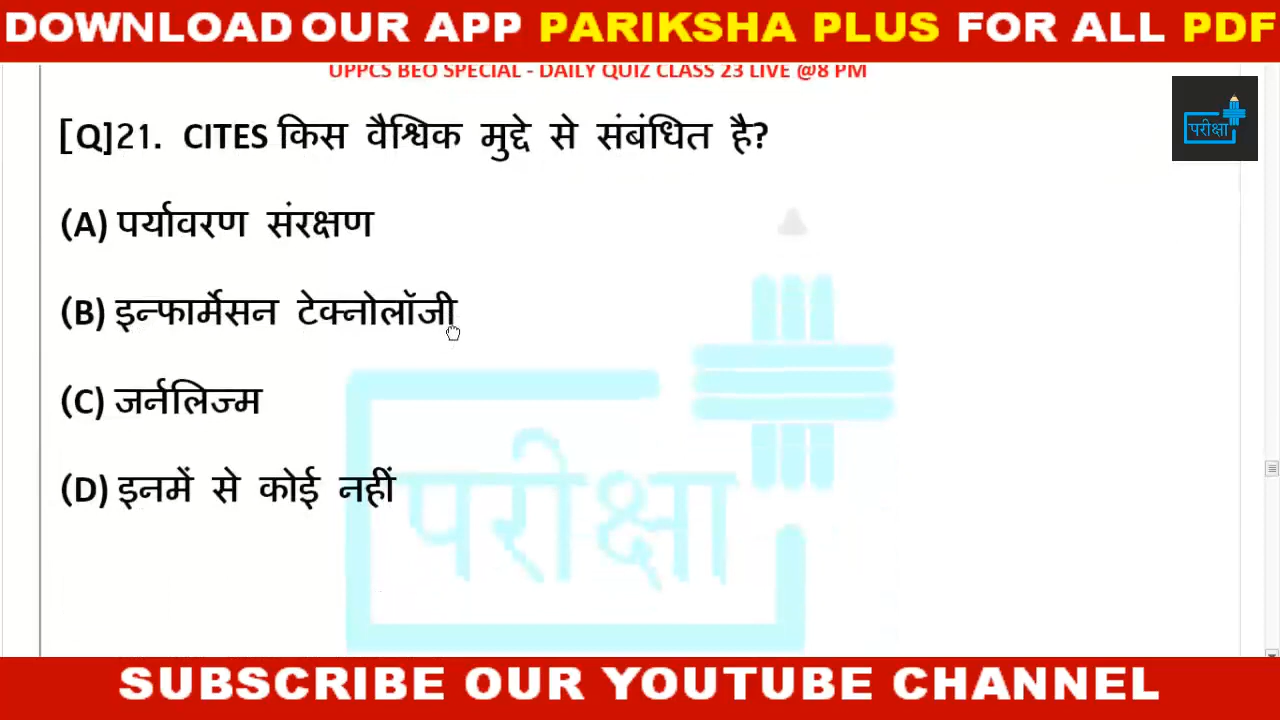 DOWNLOAD OUR APP PARIKSHA PLUS FOR ALL PDF
UPPCS BEO SPECIAL - DAILY QUIZ CLASS 23 LIVE @8 PM
परीक्षा
[Q]21. CITES किस वैश्विक मुद्दे से संबंधित है?
(A) पर्यावरण संरक्षण
(B) इन्फार्मेसन टेक्नोलॉजी
(C) जर्नलिज्म
(D) इनमें से कोई नहीं
परीक्षा
SUBSCRIBE OUR YOUTUBE CHANNEL